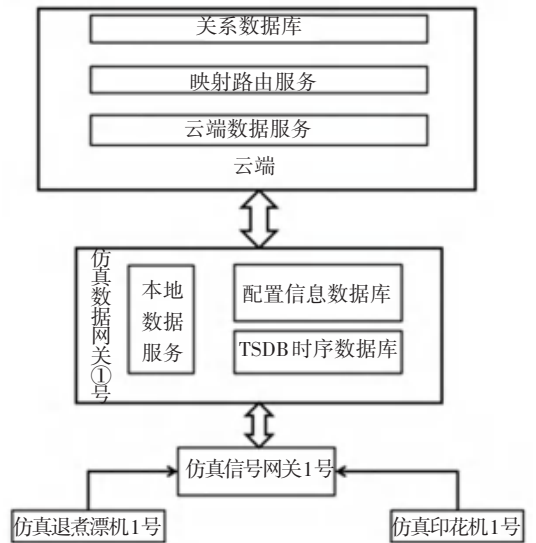 关系数据库
映射路由服务
云端数据服务
云端
仿真数据网关①号
本地
数据
服务
配置信息数据库
TSDB时序数据库
仿真信号网关1号
仿真退煮漂机1号
仿真印花机1号